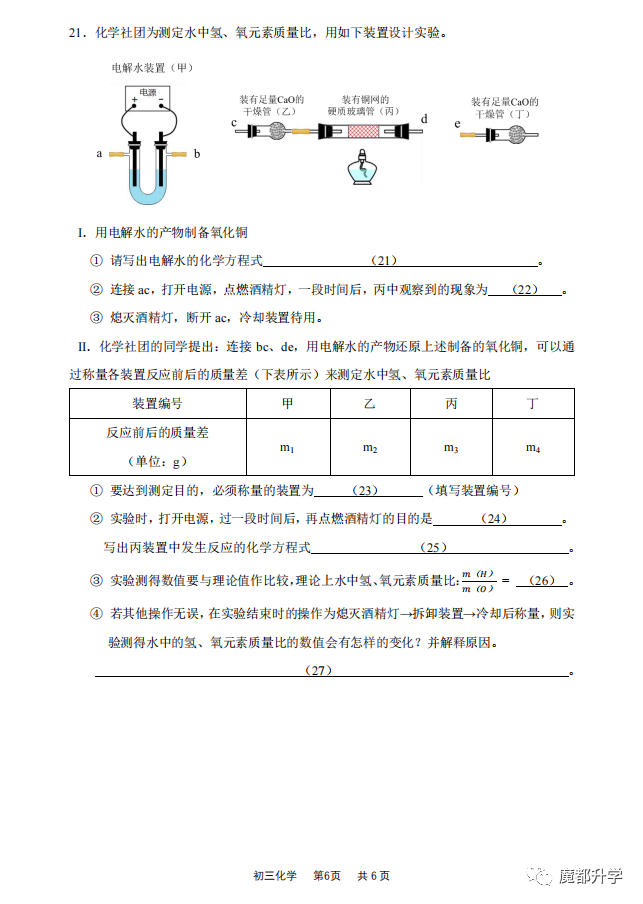 21．化学社团为测定水中氢、氧元素质量比，用如下装置设计实验。
电解水装置（甲）
电源
+ −
a b
装有足量CaO的
干燥管（乙）
c
装有铜网的
硬质玻璃管（丙）
d
装有足量CaO的
干燥管（丁）
e
I．用电解水的产物制备氧化铜
① 请写出电解水的化学方程式（21）。
② 连接 ac，打开电源，点燃酒精灯，一段时间后，丙中观察到的现象为（22）。
③ 熄灭酒精灯，断开 ac，冷却装置待用。
II．化学社团的同学提出：连接 bc、de，用电解水的产物还原上述制备的氧化铜，可以通
过称量各装置反应前后的质量差（下表所示）来测定水中氢、氧元素质量比
装置编号 甲 乙 丙 丁
反应前后的质量差
（单位：g）
m₁ m₂ m₃ m₄
① 要达到测定目的，必须称量的装置为（23）（填写装置编号）
② 实验时，打开电源，过一段时间后，再点燃酒精灯的目的是（24）。
写出丙装置中发生反应的化学方程式（25）。
③ 实验测得数值要与理论值作比较，理论上水中氢、氧元素质量比：m（H）/m（O）=（26）。
④ 若其他操作无误，在实验结束时的操作为熄灭酒精灯→拆卸装置→冷却后称量，则实
验测得水中的氢、氧元素质量比的数值会有怎样的变化？并解释原因。
（27）。
初三化学 第6页 共 6 页
魔都升学